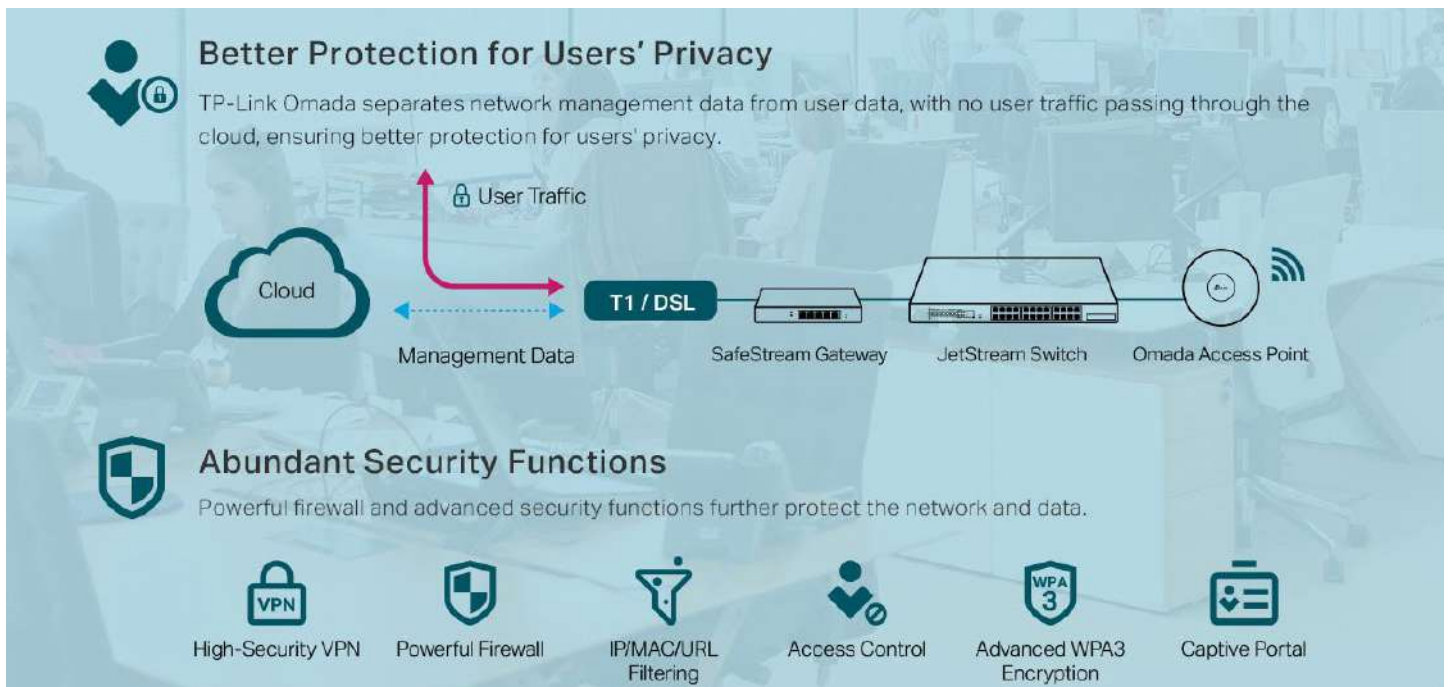 Better Protection for Users' Privacy
TP-Link Omada separates network management data from user data, with no user traffic passing through the
cloud, ensuring better protection for users' privacy.
User Traffic
Cloud
T1 / DSL
Management Data
SafeStream Gateway
JetStream Switch
Omada Access Point
Abundant Security Functions
Powerful firewall and advanced security functions further protect the network and data.
VPN
WPA
3
High-Security VPN
Powerful Firewall
IP/MAC/URL
Filtering
Access Control
Advanced WPA3
Encryption
Captive Portal